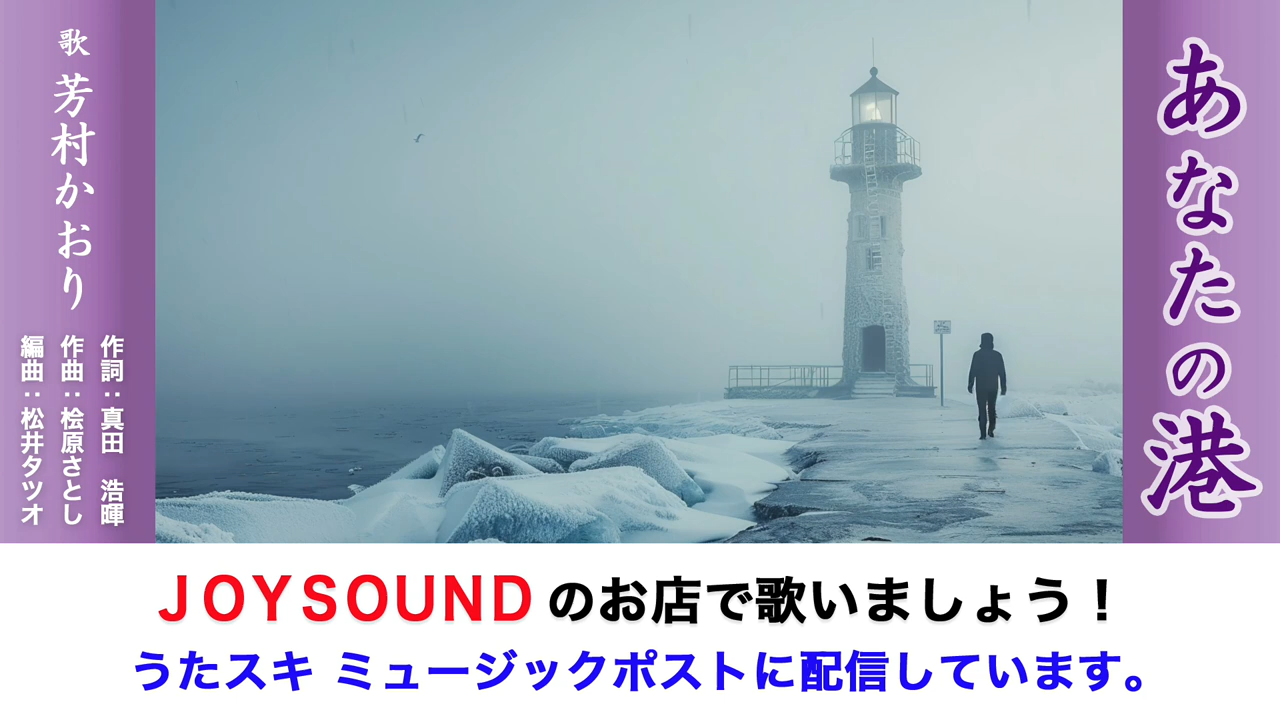 あなたの港
歌 芳村かおり
作詞：真田　浩暉
作曲：桧原さとし
編曲：松井タツオ
JOYSOUNDのお店で歌いましょう！
うたスキ ミュージックポストに配信しています。